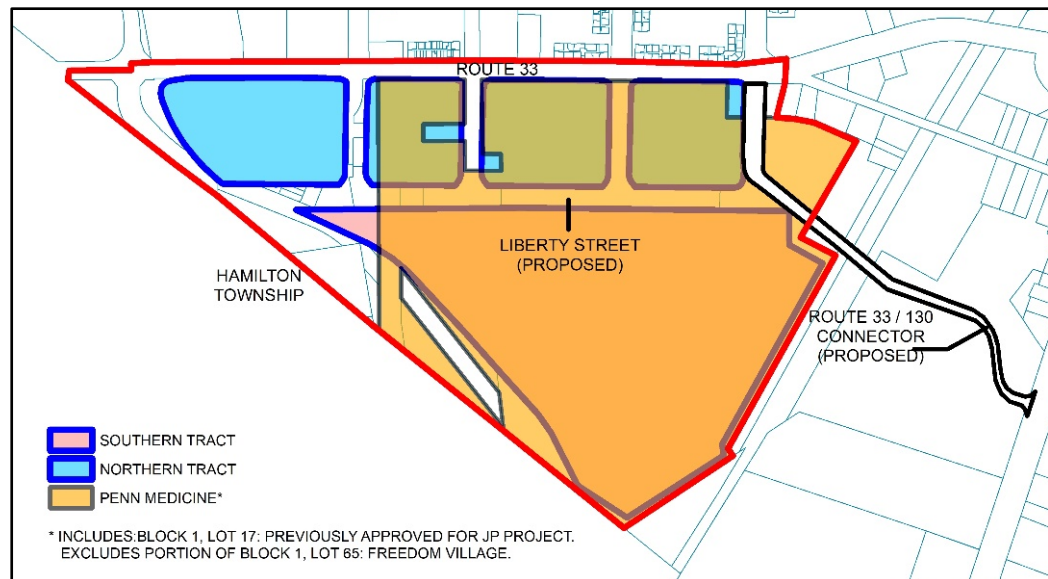 ROUTE 33
LIBERTY STREET
(PROPOSED)
HAMILTON
TOWNSHIP
ROUTE 33 / 130
CONNECTOR
(PROPOSED)
SOUTHERN TRACT
NORTHERN TRACT
PENN MEDICINE*
* INCLUDES:BLOCK 1, LOT 17: PREVIOUSLY APPROVED FOR JP PROJECT.
EXCLUDES PORTION OF BLOCK 1, LOT 65: FREEDOM VILLAGE.